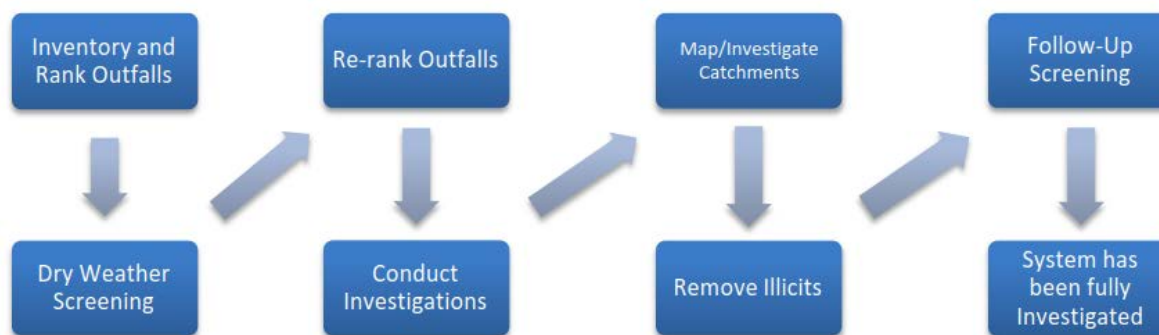 Inventory and
Rank Outfalls
Dry Weather
Screening
Re-rank Outfalls
Conduct
Investigations
Map/Investigate
Catchments
Remove Illicits
Follow-Up
Screening
System has
been fully
Investigated